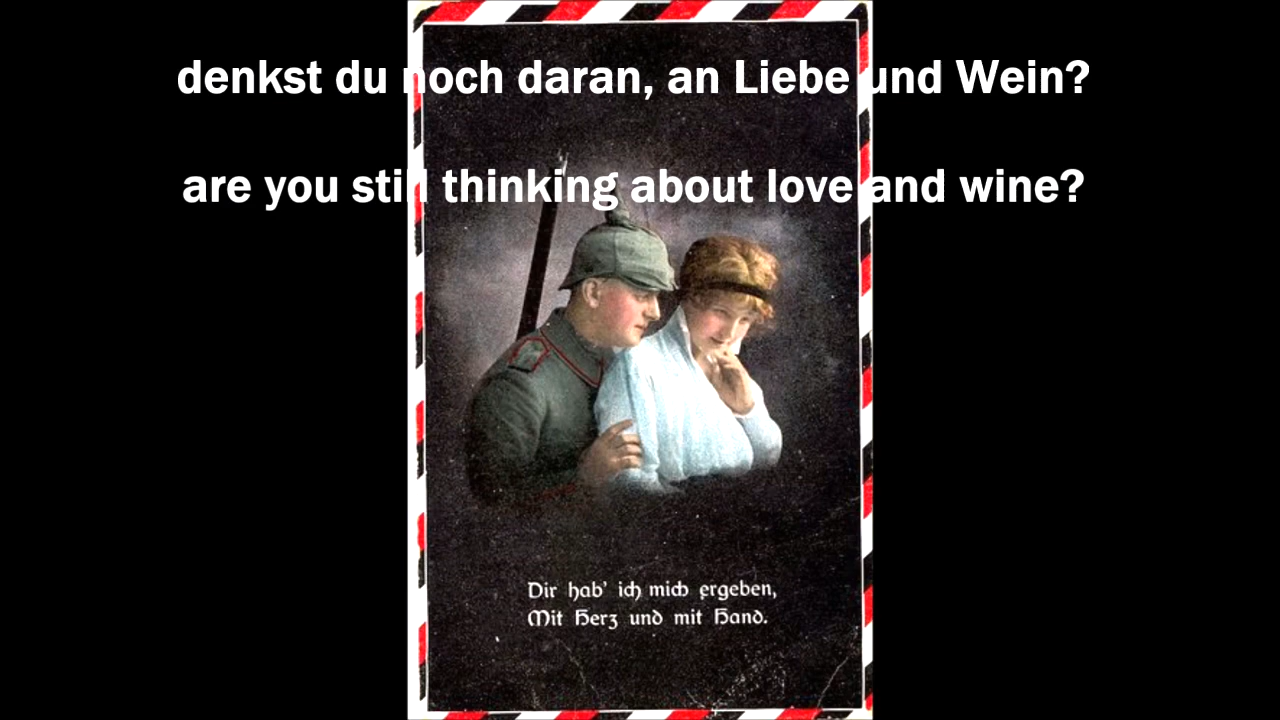 denkst du noch daran, an Liebe und Wein?
are you still thinking about love and wine?
Dir hab' ich mich ergeben,
Mit Herz und mit Hand.